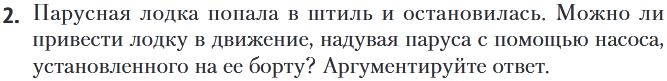 2. Парусная лодка попала в штиль и остановилась. Можно ли
привести лодку в движение, надувая паруса с помощью насоса,
установленного на ее борту? Аргументируйте ответ.